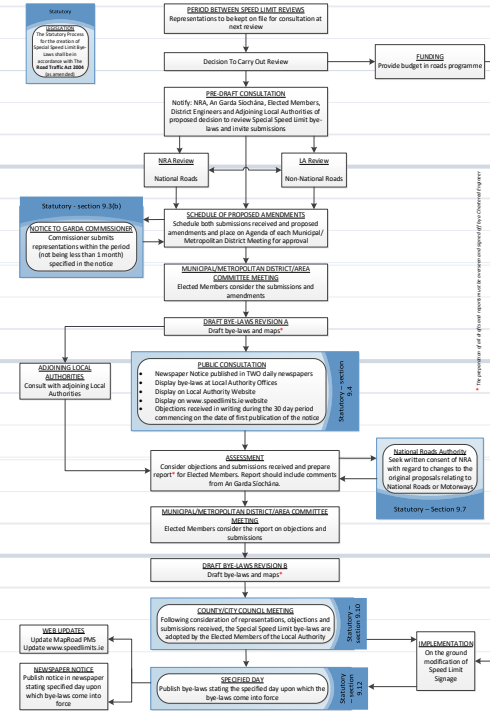 Statutory
LEGISLATION
The Statutory Process
for the creation of
Special Speed Limit Bye-
Laws shall be in
accordance with The
Road Traffic Act 2004
(as amended)
PERIOD BETWEEN SPEED LIMIT REVIEWS
Representations to be kept on file for consultation at
next review
Decision To Carry Out Review
FUNDING
Provide budget in roads programme
PRE-DRAFT CONSULTATION
Notify: NRA, An Garda Síochána, Elected Members,
District Engineers and Adjoining Local Authorities of
proposed decision to review Special Speed Limit bye-
laws and invite submissions
NRA Review
National Roads
LA Review
Non-National Roads
Statutory - section 9.3(b)
NOTICE TO GARDA COMMISSIONER
Commissioner submits
representations within the period
(not being less than 1 month)
specified in the notice
SCHEDULE OF PROPOSED AMENDMENTS
Schedule both submissions received and proposed
amendments and place on Agenda of each Municipal/
Metropolitan District Meeting for approval
MUNICIPAL/METROPOLITAN DISTRICT/AREA
COMMITTEE MEETING
Elected Members consider the submissions and
amendments
DRAFT BYE-LAWS REVISION A
Draft bye-laws and maps*
ADJOINING LOCAL
AUTHORITIES
Consult with adjoining Local
Authorities
PUBLIC CONSULTATION
• Newspaper Notice published in TWO daily newspapers
• Display bye-laws at Local Authority Offices
• Display on Local Authority Website
• Display on www.speedlimits.ie website
• Objections received in writing during the 30 day period
commencing on the date of first publication of the notice
Statutory – section
9.4
* The preparation of all drafts and reports must be overseen and signed off by a Chartered Engineer
ASSESSMENT
Consider objections and submissions received and prepare
report* for Elected Members. Report should include comments
from An Garda Síochána.
National Roads Authority
Seek written consent of NRA
with regard to changes to the
original proposals relating to
National Roads or Motorways
Statutory – Section 9.7
MUNICIPAL/METROPOLITAN DISTRICT/AREA COMMITTEE
MEETING
Elected Members consider the report on objections and
submissions
DRAFT BYE-LAWS REVISION B
Draft bye-laws and maps*
COUNTY/CITY COUNCIL MEETING
Following consideration of representations, objections and
submissions received, the Special Speed Limit bye-laws are
adopted by the Elected Members of the Local Authority
Statutory –
section 9.10
WEB UPDATES
Update MapRoad PMS
Update www.speedlimits.ie
IMPLEMENTATION
On the ground
modification of
Speed Limit
Signage
NEWSPAPER NOTICE
Publish notice in newspaper
stating specified day upon
which bye-laws come into
force
SPECIFIED DAY
Publish bye-laws stating the specified day upon which the
bye-laws come into force
Statutory –
section
9.12